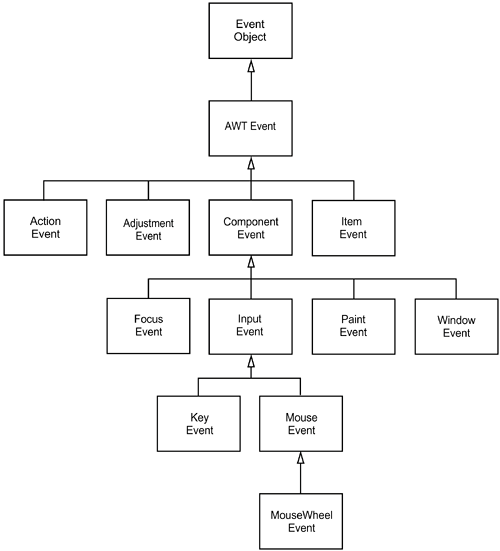 Event
Object
AWT Event
Action
Event
Adjustment
Event
Component
Event
Item
Event
Focus
Event
Input
Event
Paint
Event
Window
Event
Key
Event
Mouse
Event
MouseWheel
Event